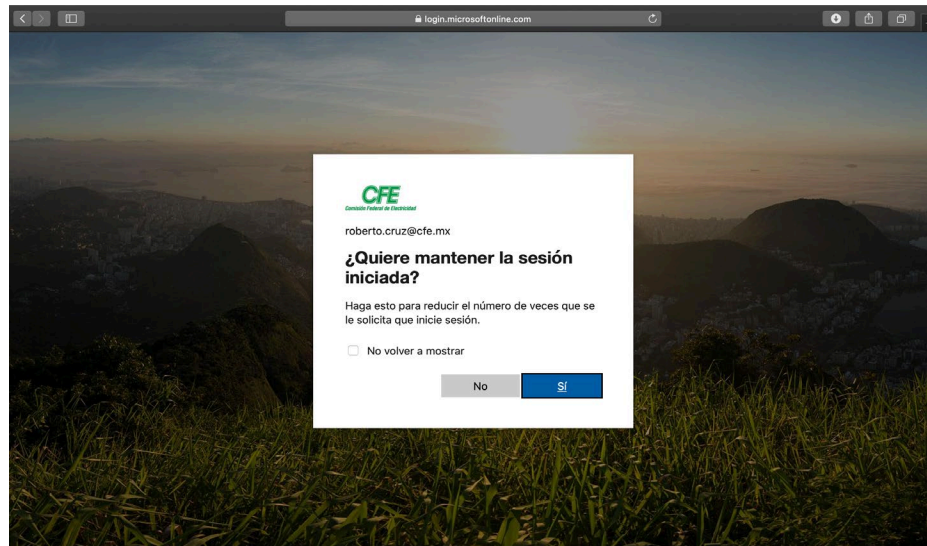 login.microsoftonline.com
CFE
Comisión Federal de Electricidad
roberto.cruz@cfe.mx
¿Quiere mantener la sesión
iniciada?
Haga esto para reducir el número de veces que se
le solicita que inicie sesión.
No volver a mostrar
No Sí